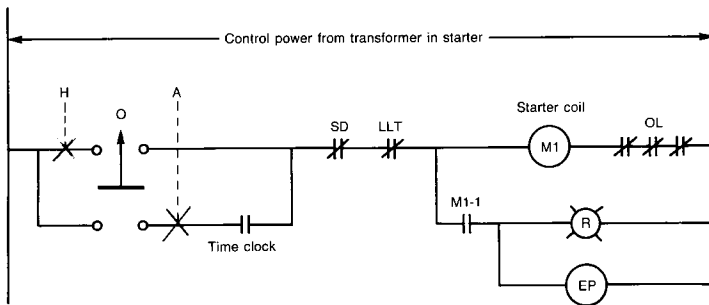 Control power from transformer in starter
H
O
A
SD
LLT
Starter coil
M1
OL
Time clock
M1-1
R
EP